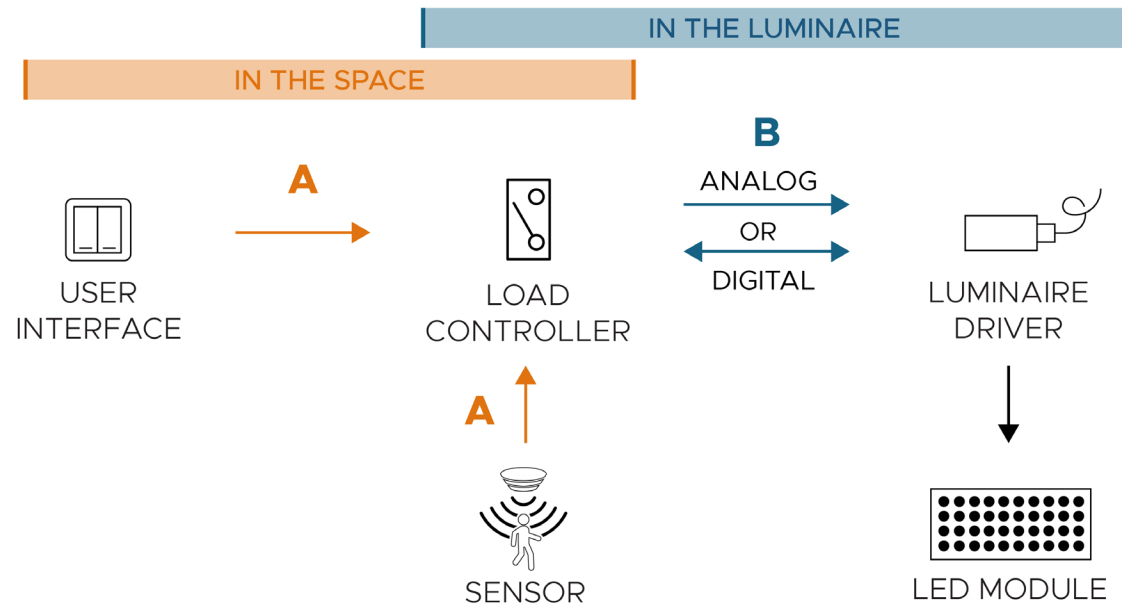 IN THE LUMINAIRE
IN THE SPACE
A
B
ANALOG
OR
DIGITAL
USER
INTERFACE
LOAD
CONTROLLER
LUMINAIRE
DRIVER
A
SENSOR
LED MODULE